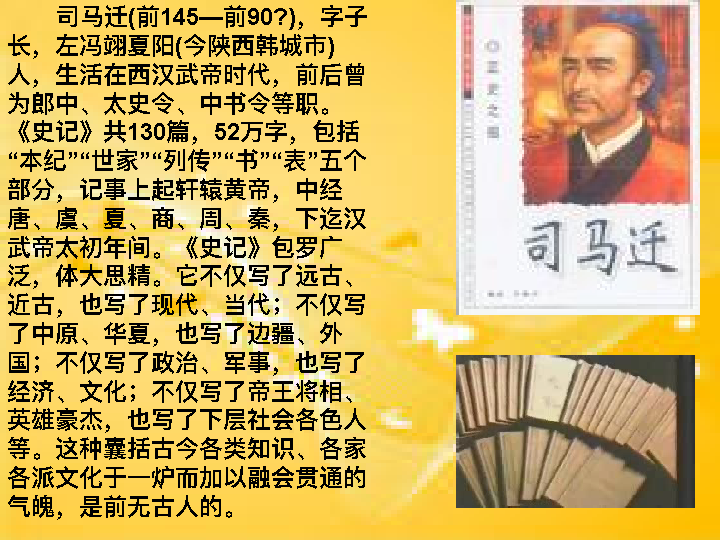 司马迁(前145—前90?)，字子
长，左冯翊夏阳(今陕西韩城市)
人，生活在西汉武帝时代，前后曾
为郎中、太史令、中书令等职。
《史记》共130篇，52万字，包括
“本纪”“世家”“列传”“书”“表”五个
部分，记事上起轩辕黄帝，中经
唐、虞、夏、商、周、秦，下迄汉
武帝太初年间。《史记》包罗广
泛，体大思精。它不仅写了远古、
近古，也写了现代、当代；不仅写
了中原、华夏，也写了边疆、外
国；不仅写了政治、军事，也写了
经济、文化；不仅写了帝王将相、
英雄豪杰，也写了下层社会各色人
等。这种囊括古今各类知识、各家
各派文化于一炉而加以融会贯通的
气魄，是前无古人的。
正史之祖
司马迁